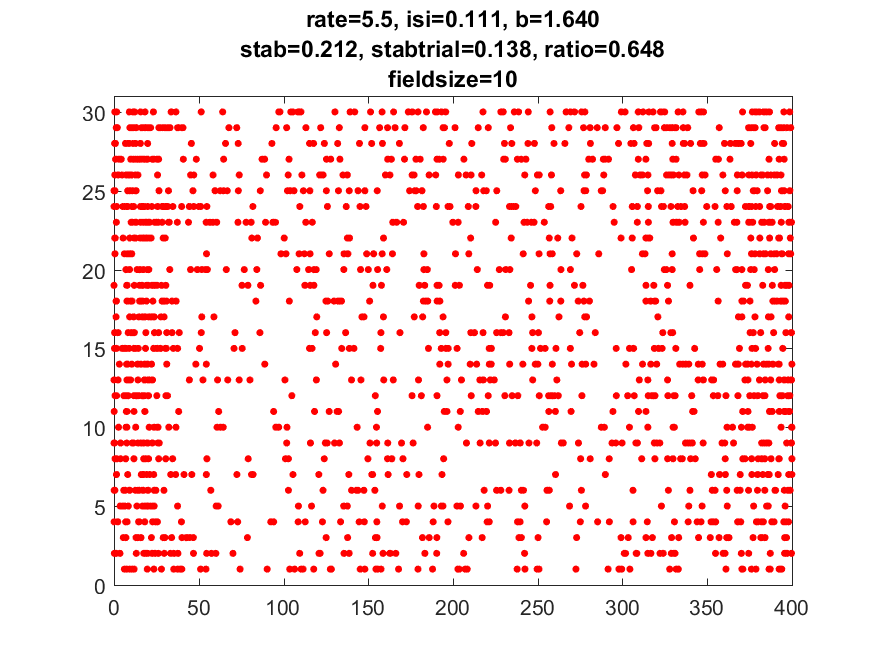 rate=5.5, isi=0.111, b=1.640
stab=0.212, stabtrial=0.138, ratio=0.648
fieldsize=10
30
25
20
15
10
5
0
0 50 100 150 200 250 300 350 400